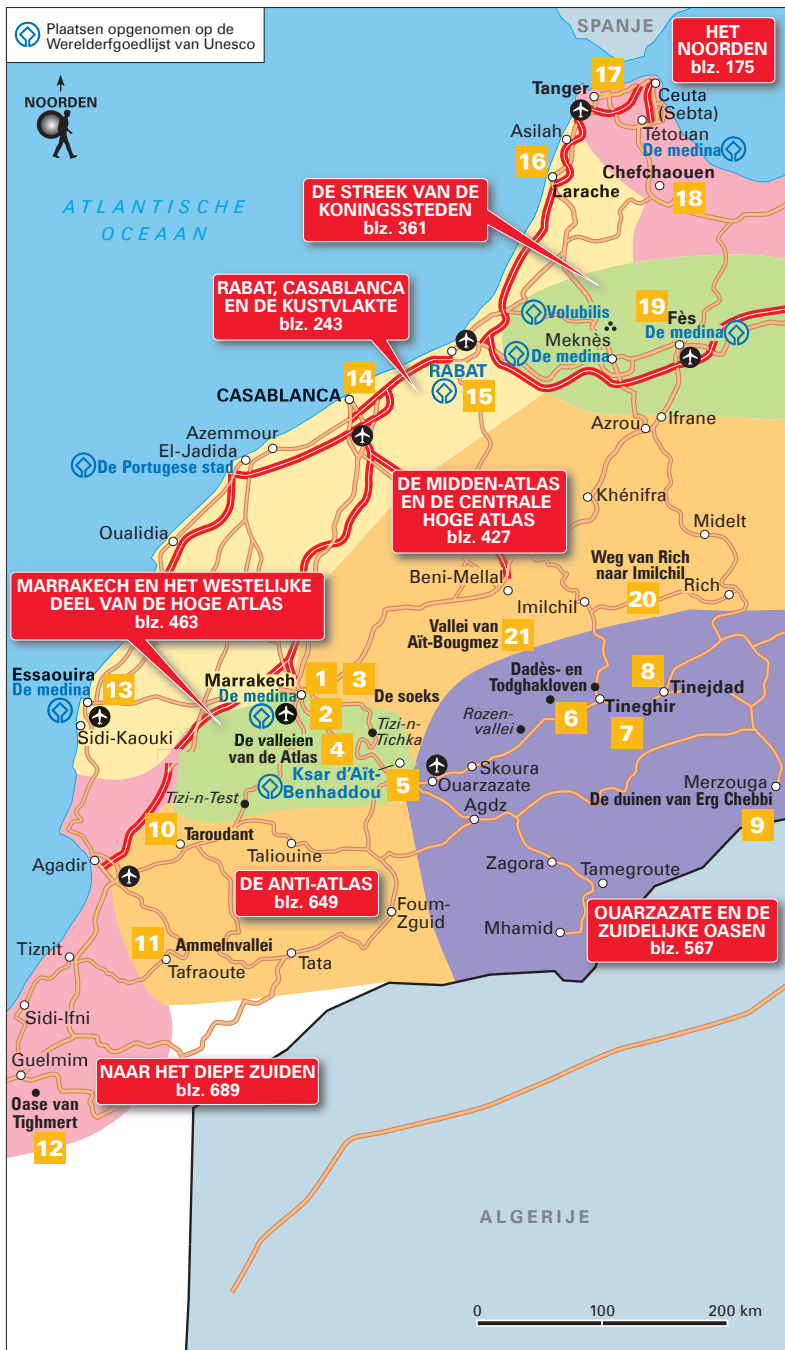 Plaatsen opgenomen op de
Werelderfgoedlijst van Unesco
SPANJE
HET
NOORDEN
blz. 175
NOORDEN
17
Tanger
Ceuta
(Sebta)
Asilah
Tétouan
De medina
16
Larache
Chefchaouen
18
ATLANTISCHE
OCEAAN
DE STREEK VAN DE
KONINGSSTEDEN
blz. 361
RABAT, CASABLANCA
EN DE KUSTVLAKTE
blz. 243
Volubilis
19
Fès
De medina
Meknès
De medina
RABAT
15
14
CASABLANCA
Azrou
Ifrane
Azemmour
El-Jadida
De Portugese stad
DE MIDDEN-ATLAS
EN DE CENTRALE
HOGE ATLAS
blz. 427
Khénifra
Oualidia
Midelt
Weg van Rich
naar Imilchil
20
Rich
Beni-Mellal
Imilchil
MARRAKECH EN HET WESTELIJKE
DEEL VAN DE HOGE ATLAS
blz. 463
Vallei van
Aït-Bougmez
21
Essaouira
De medina
13
Sidi-Kaouki
Marrakech
De medina
1
3
De soeks
2
Dadès- en
Todghakloven
8
Tinejdad
6
Tineghir
7
Rozen-
vallei
Tizi-n-
Tichka
De valleien
van de Atlas
4
Ksar d'Aït-
Benhaddou
5
Skoura
Ouarzazate
Merzouga
De duinen van Erg Chebbi
9
Tizi-n-Test
Agdz
10
Taroudant
Taliouine
Agadir
Zagora
Tamegroute
DE ANTI-ATLAS
blz. 649
Foum-
Zguid
Mhamid
OUARZAZATE EN DE
ZUIDELIJKE OASEN
blz. 567
11
Ammelnvallei
Tiznit
Tafraoute
Tata
Sidi-Ifni
Guelmim
NAAR HET DIEPE ZUIDEN
blz. 689
Oase van
Tighmert
12
ALGERIJE
0 100 200 km